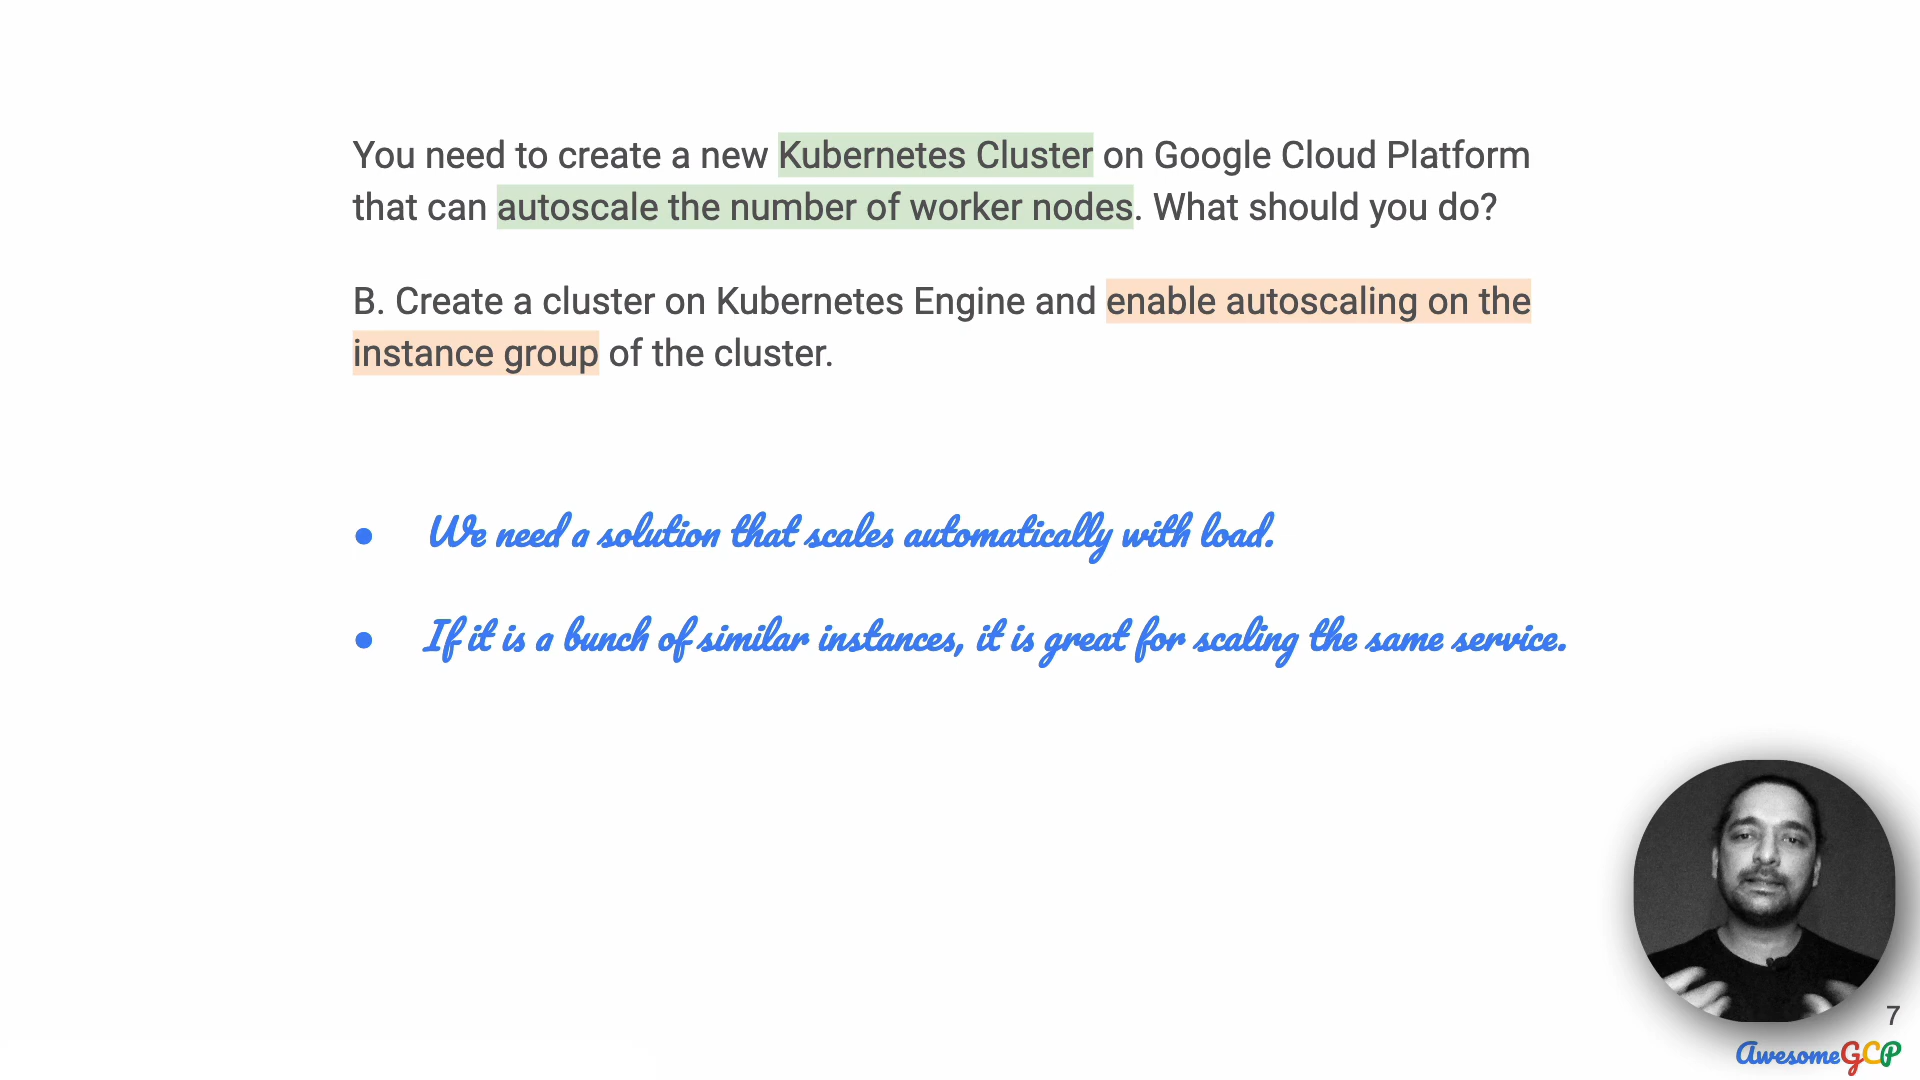 You need to create a new Kubernetes Cluster on Google Cloud Platform
that can autoscale the number of worker nodes. What should you do?
B. Create a cluster on Kubernetes Engine and enable autoscaling on the
instance group of the cluster.
● We need a solution that scales automatically with load.
● If it is a bunch of similar instances, it is great for scaling the same service.
7
AwesomeGCP